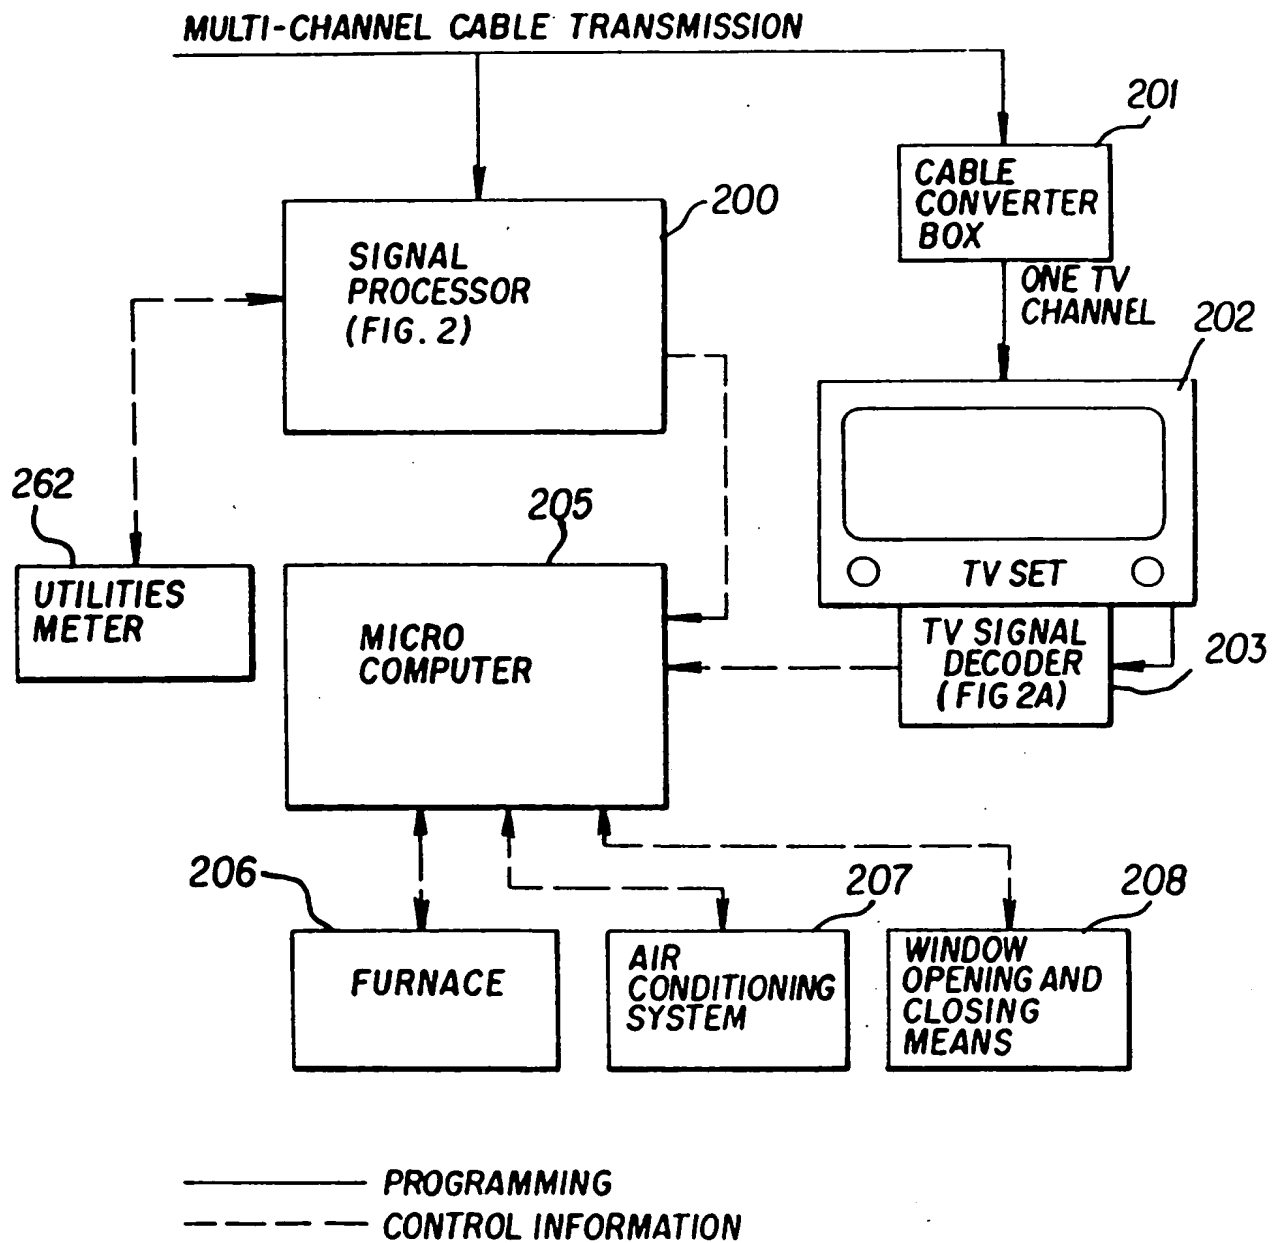 MULTI-CHANNEL CABLE TRANSMISSION
201
CABLE
CONVERTER
BOX
200
SIGNAL
PROCESSOR
(FIG. 2)
ONE TV
CHANNEL
202
262
205
UTILITIES
METER
TV SET
MICRO
COMPUTER
TV SIGNAL
DECODER
(FIG 2A)
203
206
207
208
FURNACE
AIR
CONDITIONING
SYSTEM
WINDOW
OPENING AND
CLOSING
MEANS
PROGRAMMING
CONTROL INFORMATION